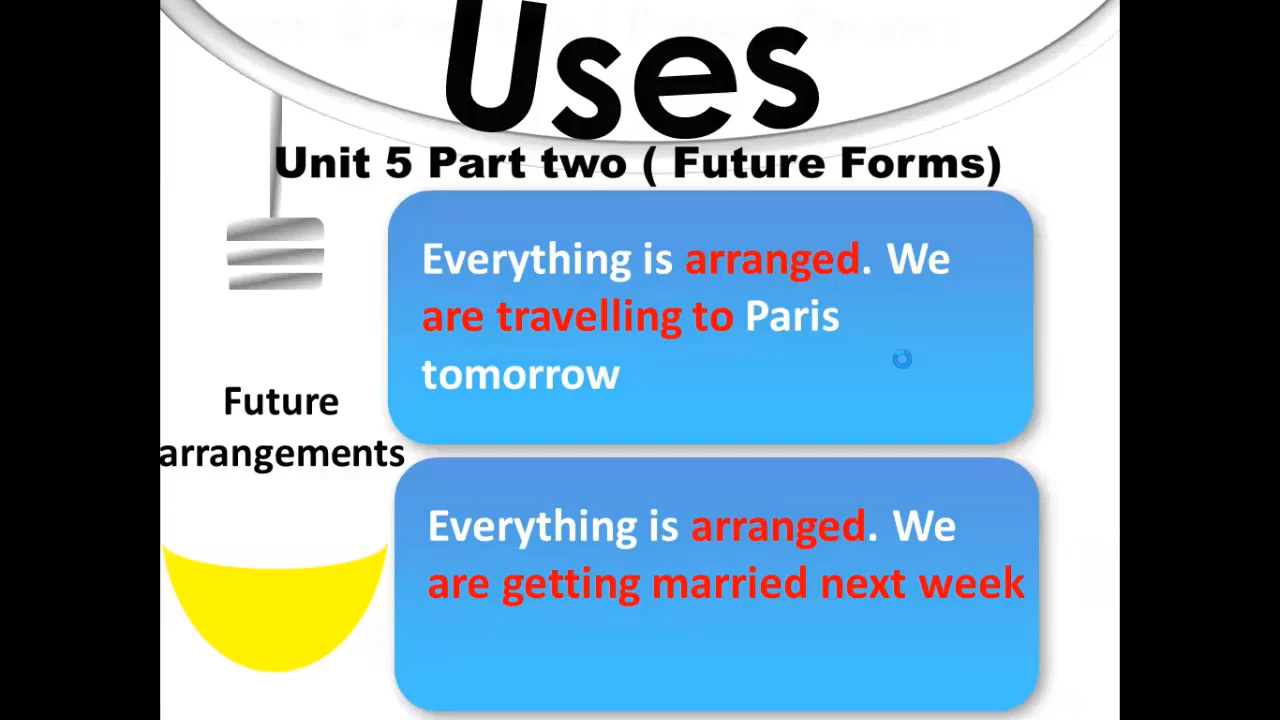 Uses
Unit 5 Part two ( Future Forms)
Everything is arranged. We
are travelling to Paris
tomorrow
Future
arrangements
Everything is arranged. We
are getting married next week